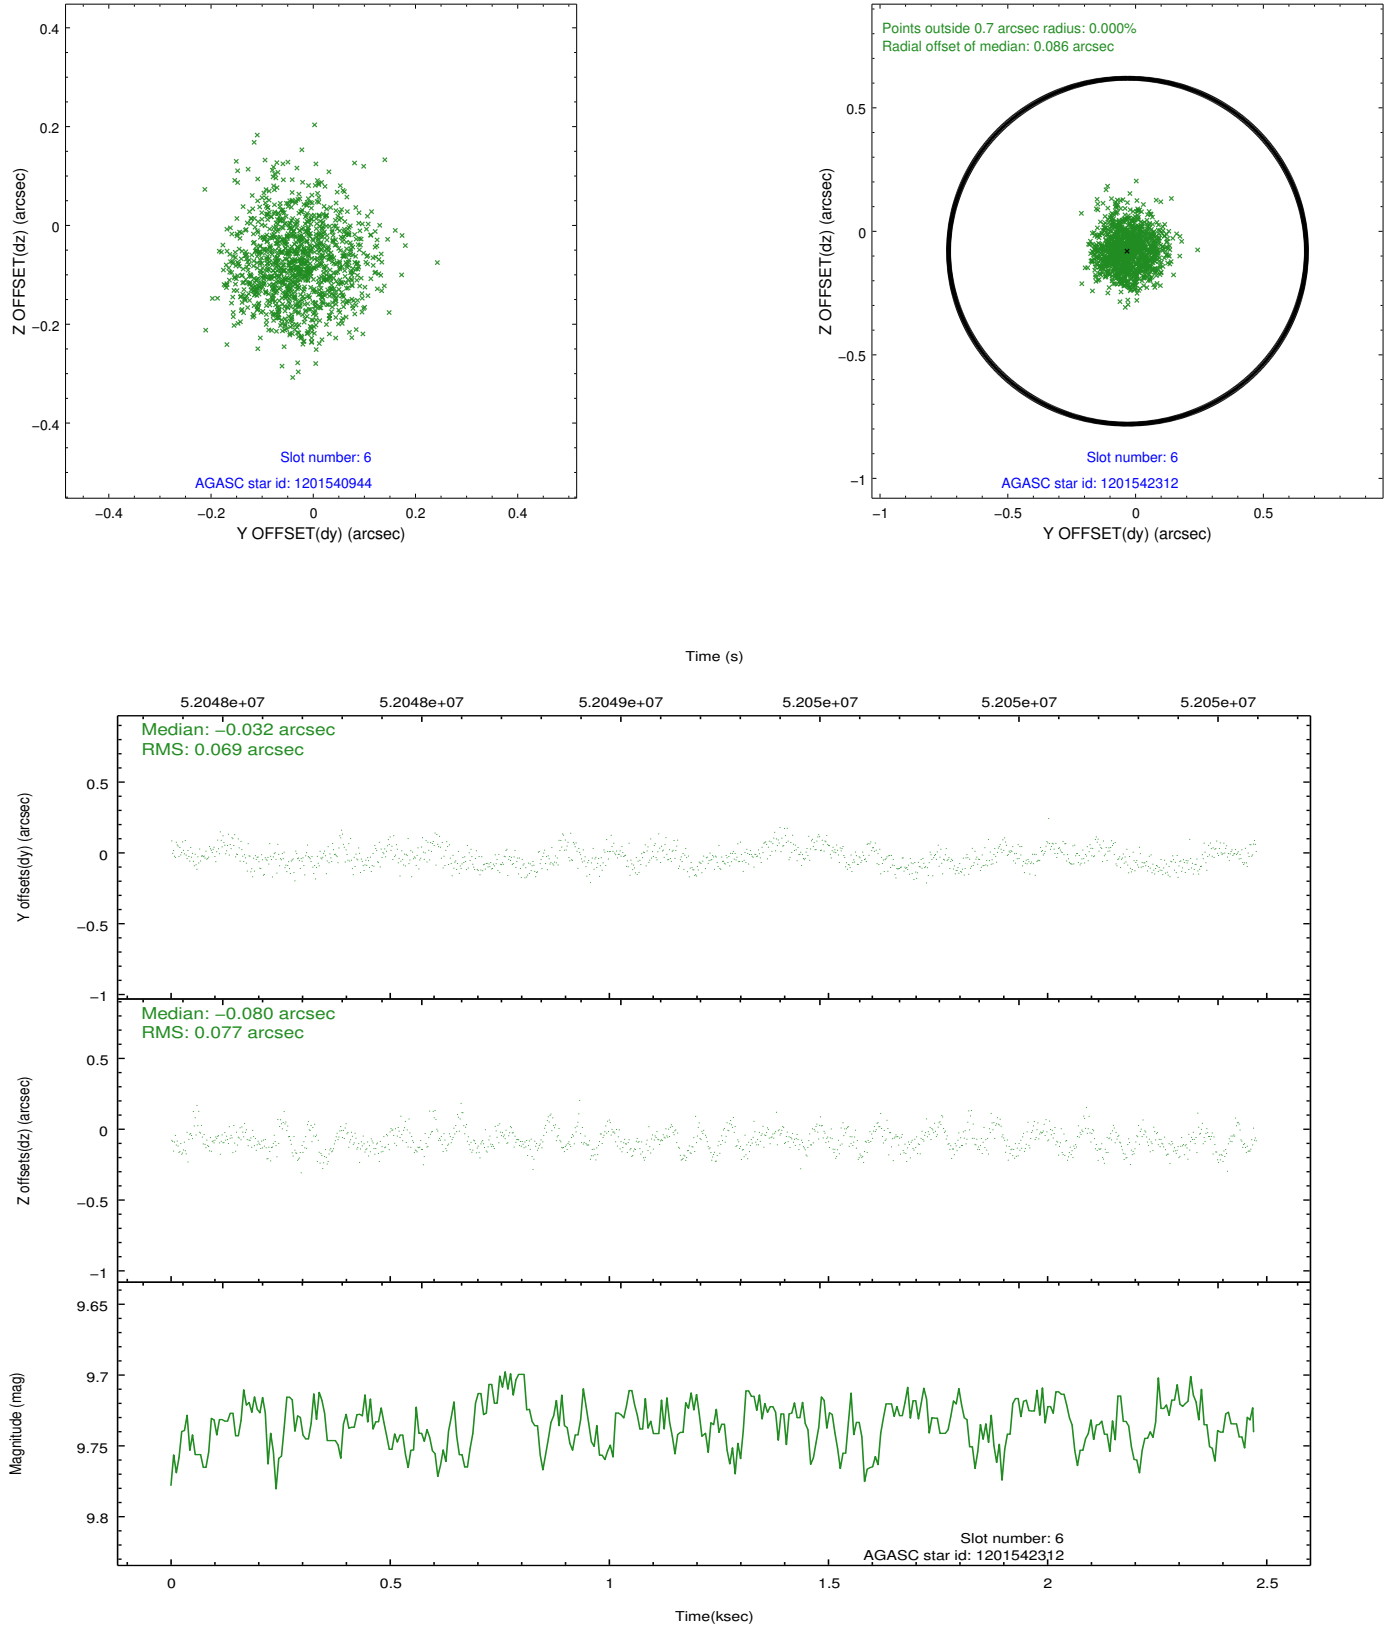 0.4
0.2
0
−0.2
−0.4
Z OFFSET(dz) (arcsec)
Slot number: 6
AGASC star id: 1201540944
−0.4 −0.2 0 0.2 0.4
Y OFFSET(dy) (arcsec)
Points outside 0.7 arcsec radius: 0.000%
Radial offset of median: 0.086 arcsec
0.5
0
−0.5
−1
Z OFFSET(dz) (arcsec)
Slot number: 6
AGASC star id: 1201542312
−1 −0.5 0 0.5
Y OFFSET(dy) (arcsec)
Time (s)
5.2048e+07 5.2048e+07 5.2049e+07 5.205e+07 5.205e+07 5.205e+07
Median: −0.032 arcsec
RMS: 0.069 arcsec
0.5
0
−0.5
−1
Y offsets(dy) (arcsec)
Median: −0.080 arcsec
RMS: 0.077 arcsec
0.5
0
−0.5
−1
Z offsets(dz) (arcsec)
9.65
9.7
9.75
9.8
Magnitude (mag)
Slot number: 6
AGASC star id: 1201542312
0 0.5 1 1.5 2 2.5
Time(ksec)